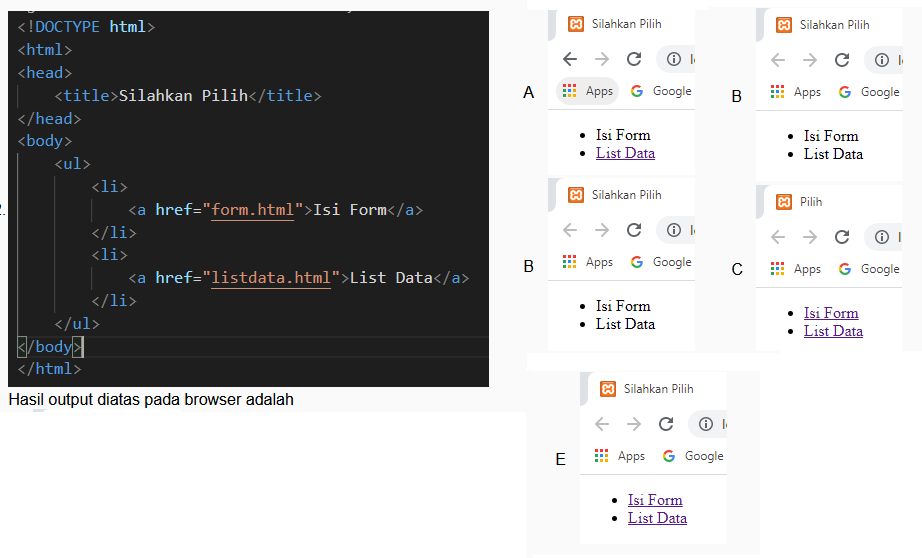 <!DOCTYPE html>
<html>
<head>
<title>Silahkan Pilih</title>
</head>
<body>
<ul>
<li>
2.
<a href="form.html">Isi Form</a>
</li>
<li>
<a href="listdata.html">List Data</a>
</li>
</ul>
</body>
</html>
Hasil output diatas pada browser adalah
A
Silahkan Pilih
Apps Google
Isi Form
List Data
B
Silahkan Pilih
Apps Google
Isi Form
List Data
B
Silahkan Pilih
Apps Google
Isi Form
List Data
C
Pilih
Apps Google
Isi Form
List Data
E
Silahkan Pilih
Apps Google
Isi Form
List Data